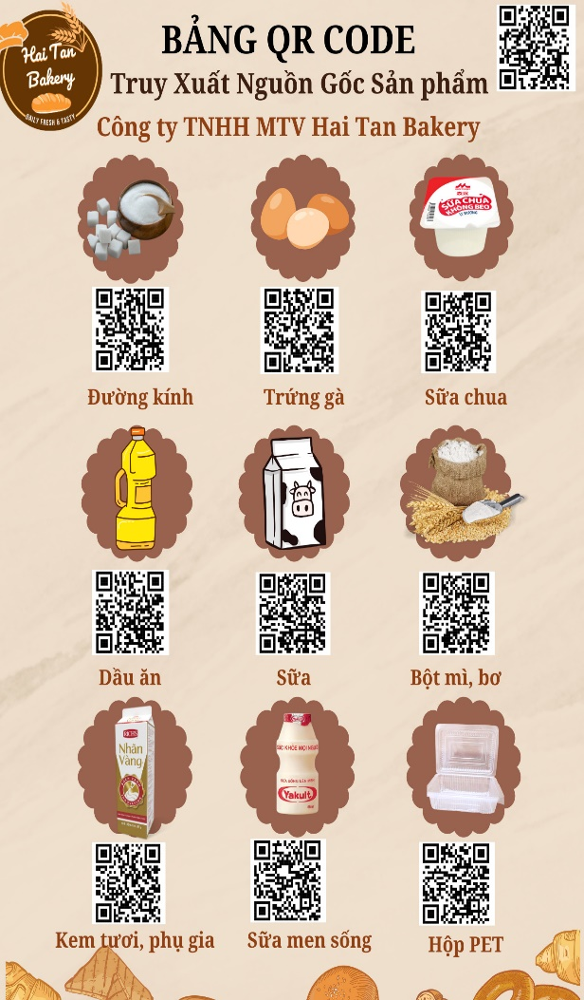 Hai Tan
Bakery
DAILY FRESH & TASTY
BẢNG QR CODE
Truy Xuất Nguồn Gốc Sản phẩm
Công ty TNHH MTV Hai Tan Bakery
SỮA CHUA
KHÔNG BÉO
Đường kính
Trứng gà
Sữa chua
Dầu ăn
Sữa
Bột mì, bơ
RICH'S
Nhãn
Vàng
Yakult
Kem tươi, phụ gia
Sữa men sống
Hộp PET